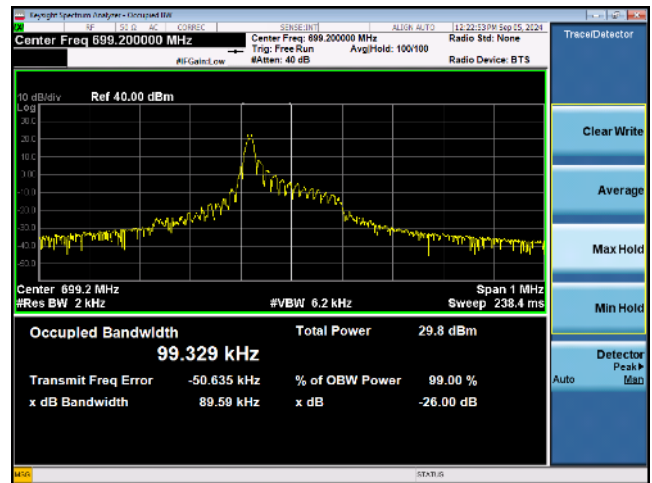 Keysight Spectrum Analyzer - Occupied BW
RF 50 Ω AC CORREC SENSE:INT ALIGN AUTO 12:22:53 PM Sep 05, 2024
Center Freq 699.200000 MHz
Center Freq: 699.200000 MHz
Radio Std: None
Trig: Free Run Avg|Hold: 100/100
#IFGain:Low #Atten: 40 dB Radio Device: BTS
10 dB/div Ref 40.00 dBm
Log
30.0
20.0
10.0
0.00
-10.0
-20.0
-30.0
-40.0
-50.0
Center 699.2 MHz Span 1 MHz
#Res BW 2 kHz #VBW 6.2 kHz Sweep 238.4 ms
Occupied Bandwidth Total Power 29.8 dBm
99.329 kHz
Transmit Freq Error -50.635 kHz % of OBW Power 99.00 %
x dB Bandwidth 89.59 kHz x dB -26.00 dB
MSG STATUS
Trace/Detector
Clear Write
Average
Max Hold
Min Hold
Detector
Peak▶
Auto Man